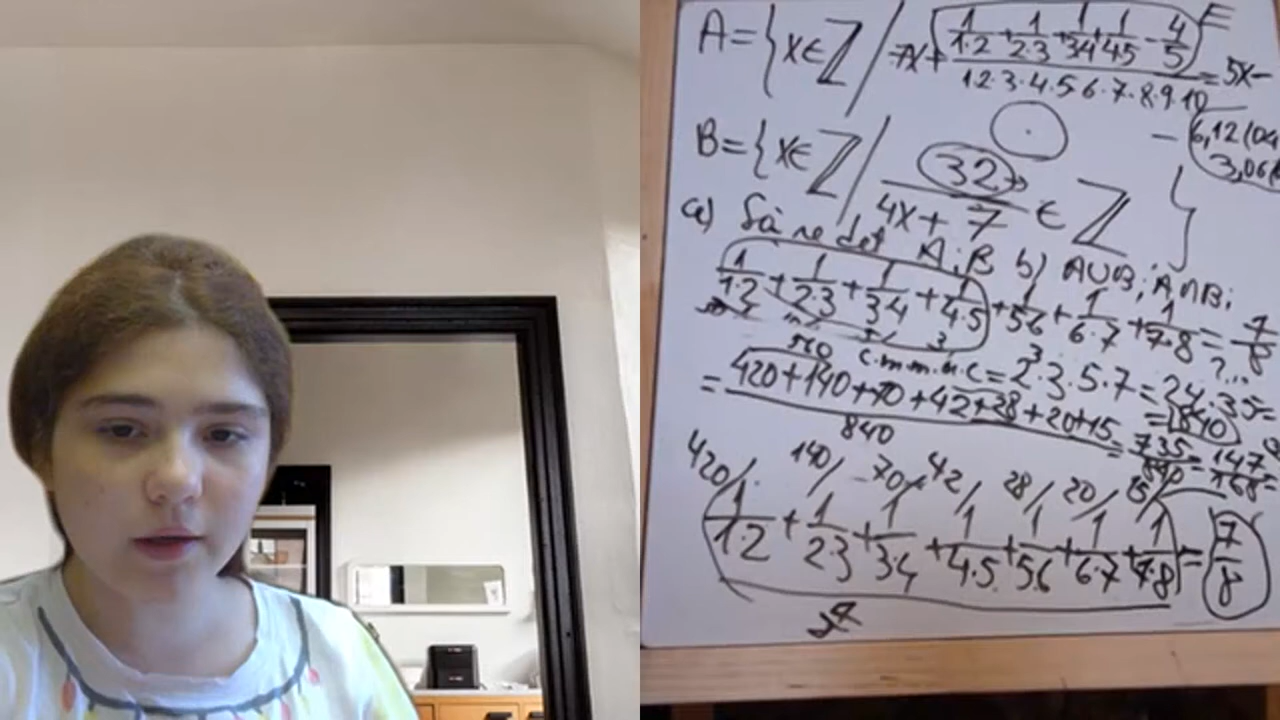 A={x∈ℤ/ 7x+ (1/1·2 + 1/2·3 + 1/3·4 + 1/4·5 - 4/5) / 1·2·3·4·5·6·7·8·9·10 = 5x-
- 6,12(04
3,06(
B={x∈ℤ/ 32/4x+7 ∈ ℤ }
a) Să se det A;B b) A∪B; A∩B;
1/1·2 + 1/2·3 + 1/3·4 + 1/4·5 + 1/5·6 + 1/6·7 + 1/7·8 = 7/8
c.m.m.m.c = 2³·3·5·7 = 24·35=
= 840
= 420+140+70+42+28+20+15 / 840 = 735/840 = 147/168 =
420/ 140/ 70/ 42/ 28/ 20/ 15/
1/1·2 + 1/2·3 + 1/3·4 + 1/4·5 + 1/5·6 + 1/6·7 + 1/7·8 = 7/8